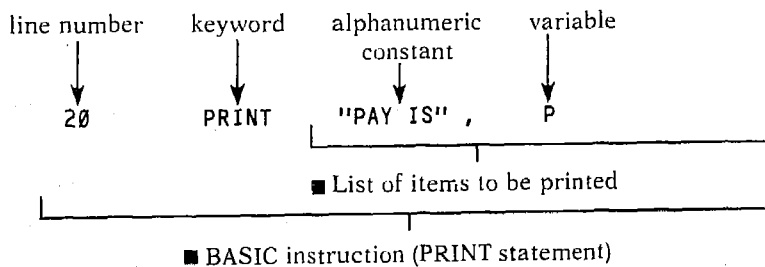 line number keyword alphanumeric variable
constant
20 PRINT "PAY IS" , P
■ List of items to be printed
■ BASIC instruction (PRINT statement)